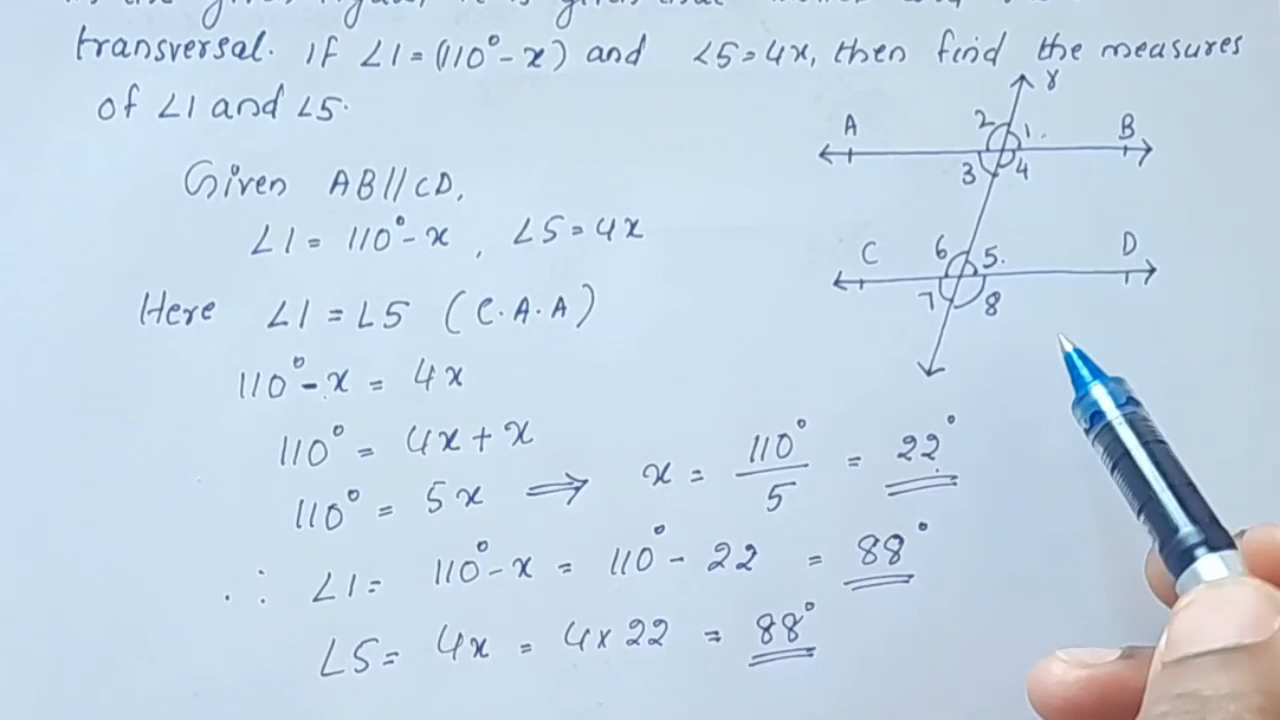 transversal. If ∠1=(110°-x) and ∠5=4x, then find the measures
of ∠1 and ∠5.
Given AB//CD,
∠1 = 110°-x, ∠5=4x
Here ∠1=∠5 (C.A.A)
110°-x = 4x
110° = 4x+x
110° = 5x ⟹ x = 110°/5 = 22°
∴ ∠1= 110°-x = 110°-22 = 88°
∠5= 4x = 4x22 = 88°
r
2 1.
A B
3 4
C 6 5. D
7 8